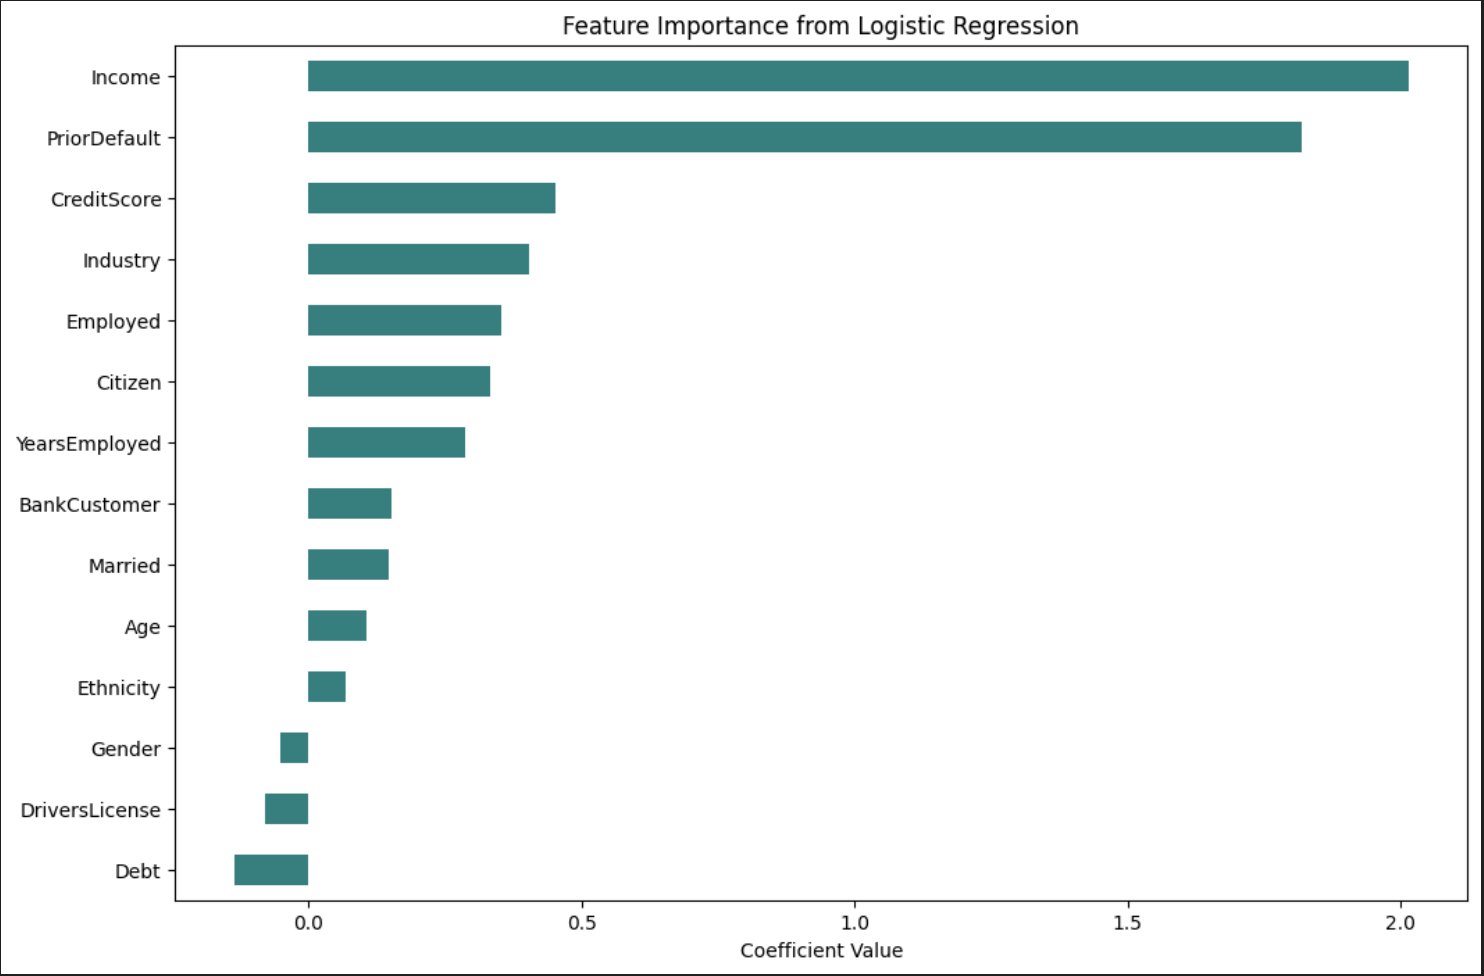 Feature Importance from Logistic Regression
Income
PriorDefault
CreditScore
Industry
Employed
Citizen
YearsEmployed
BankCustomer
Married
Age
Ethnicity
Gender
DriversLicense
Debt
0.0 0.5 1.0 1.5 2.0
Coefficient Value